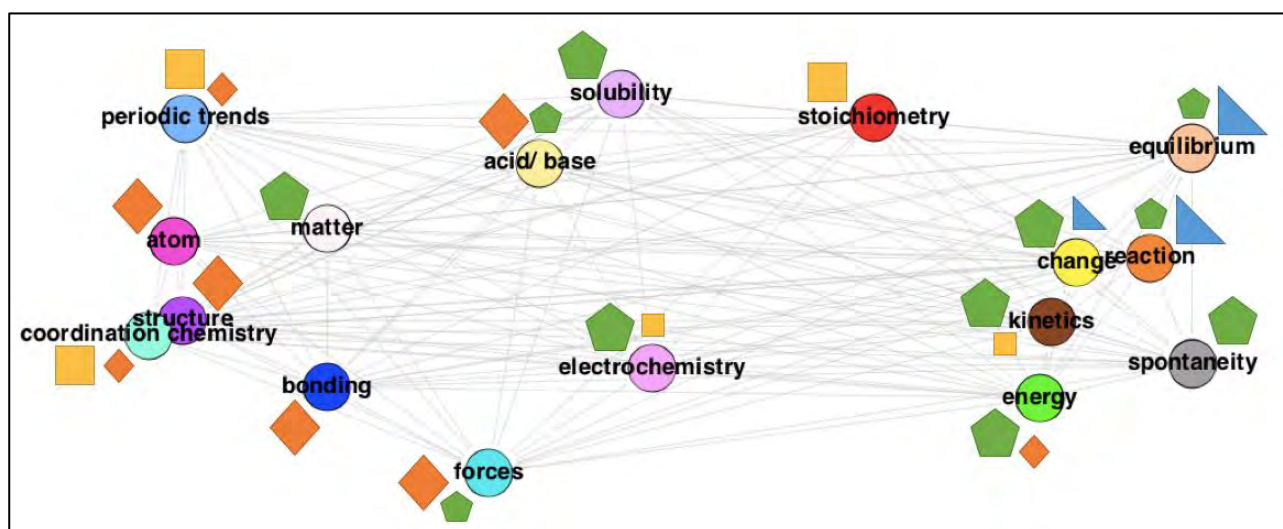 solubility
periodic trends
stoichiometry
equilibrium
acid/ base
matter
atom
change
reaction
structure
kinetics
coordination chemistry
spontaneity
electrochemistry
bonding
energy
forces